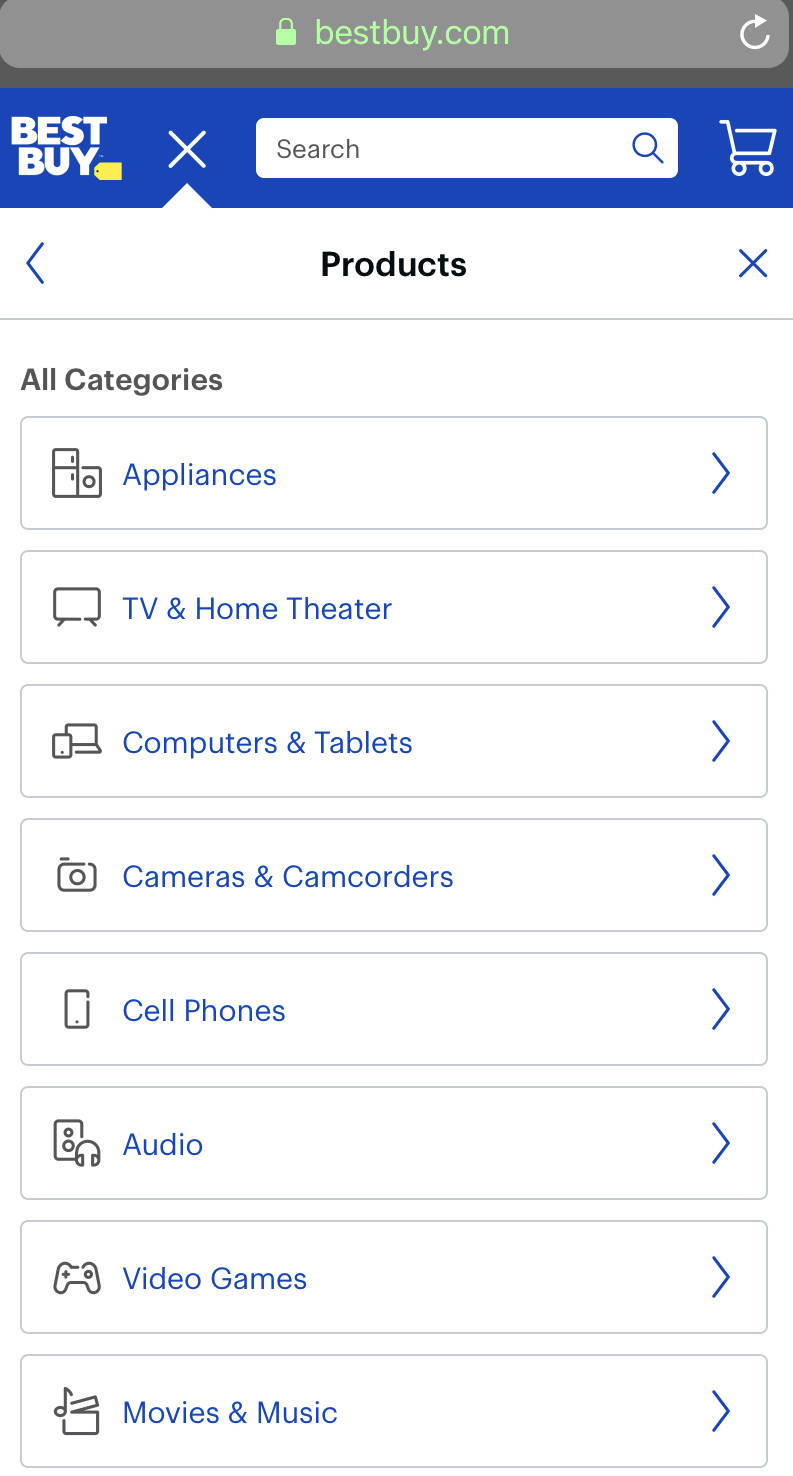 bestbuy.com
BEST
BUY™
Search
Products
All Categories
Appliances
TV & Home Theater
Computers & Tablets
Cameras & Camcorders
Cell Phones
Audio
Video Games
Movies & Music